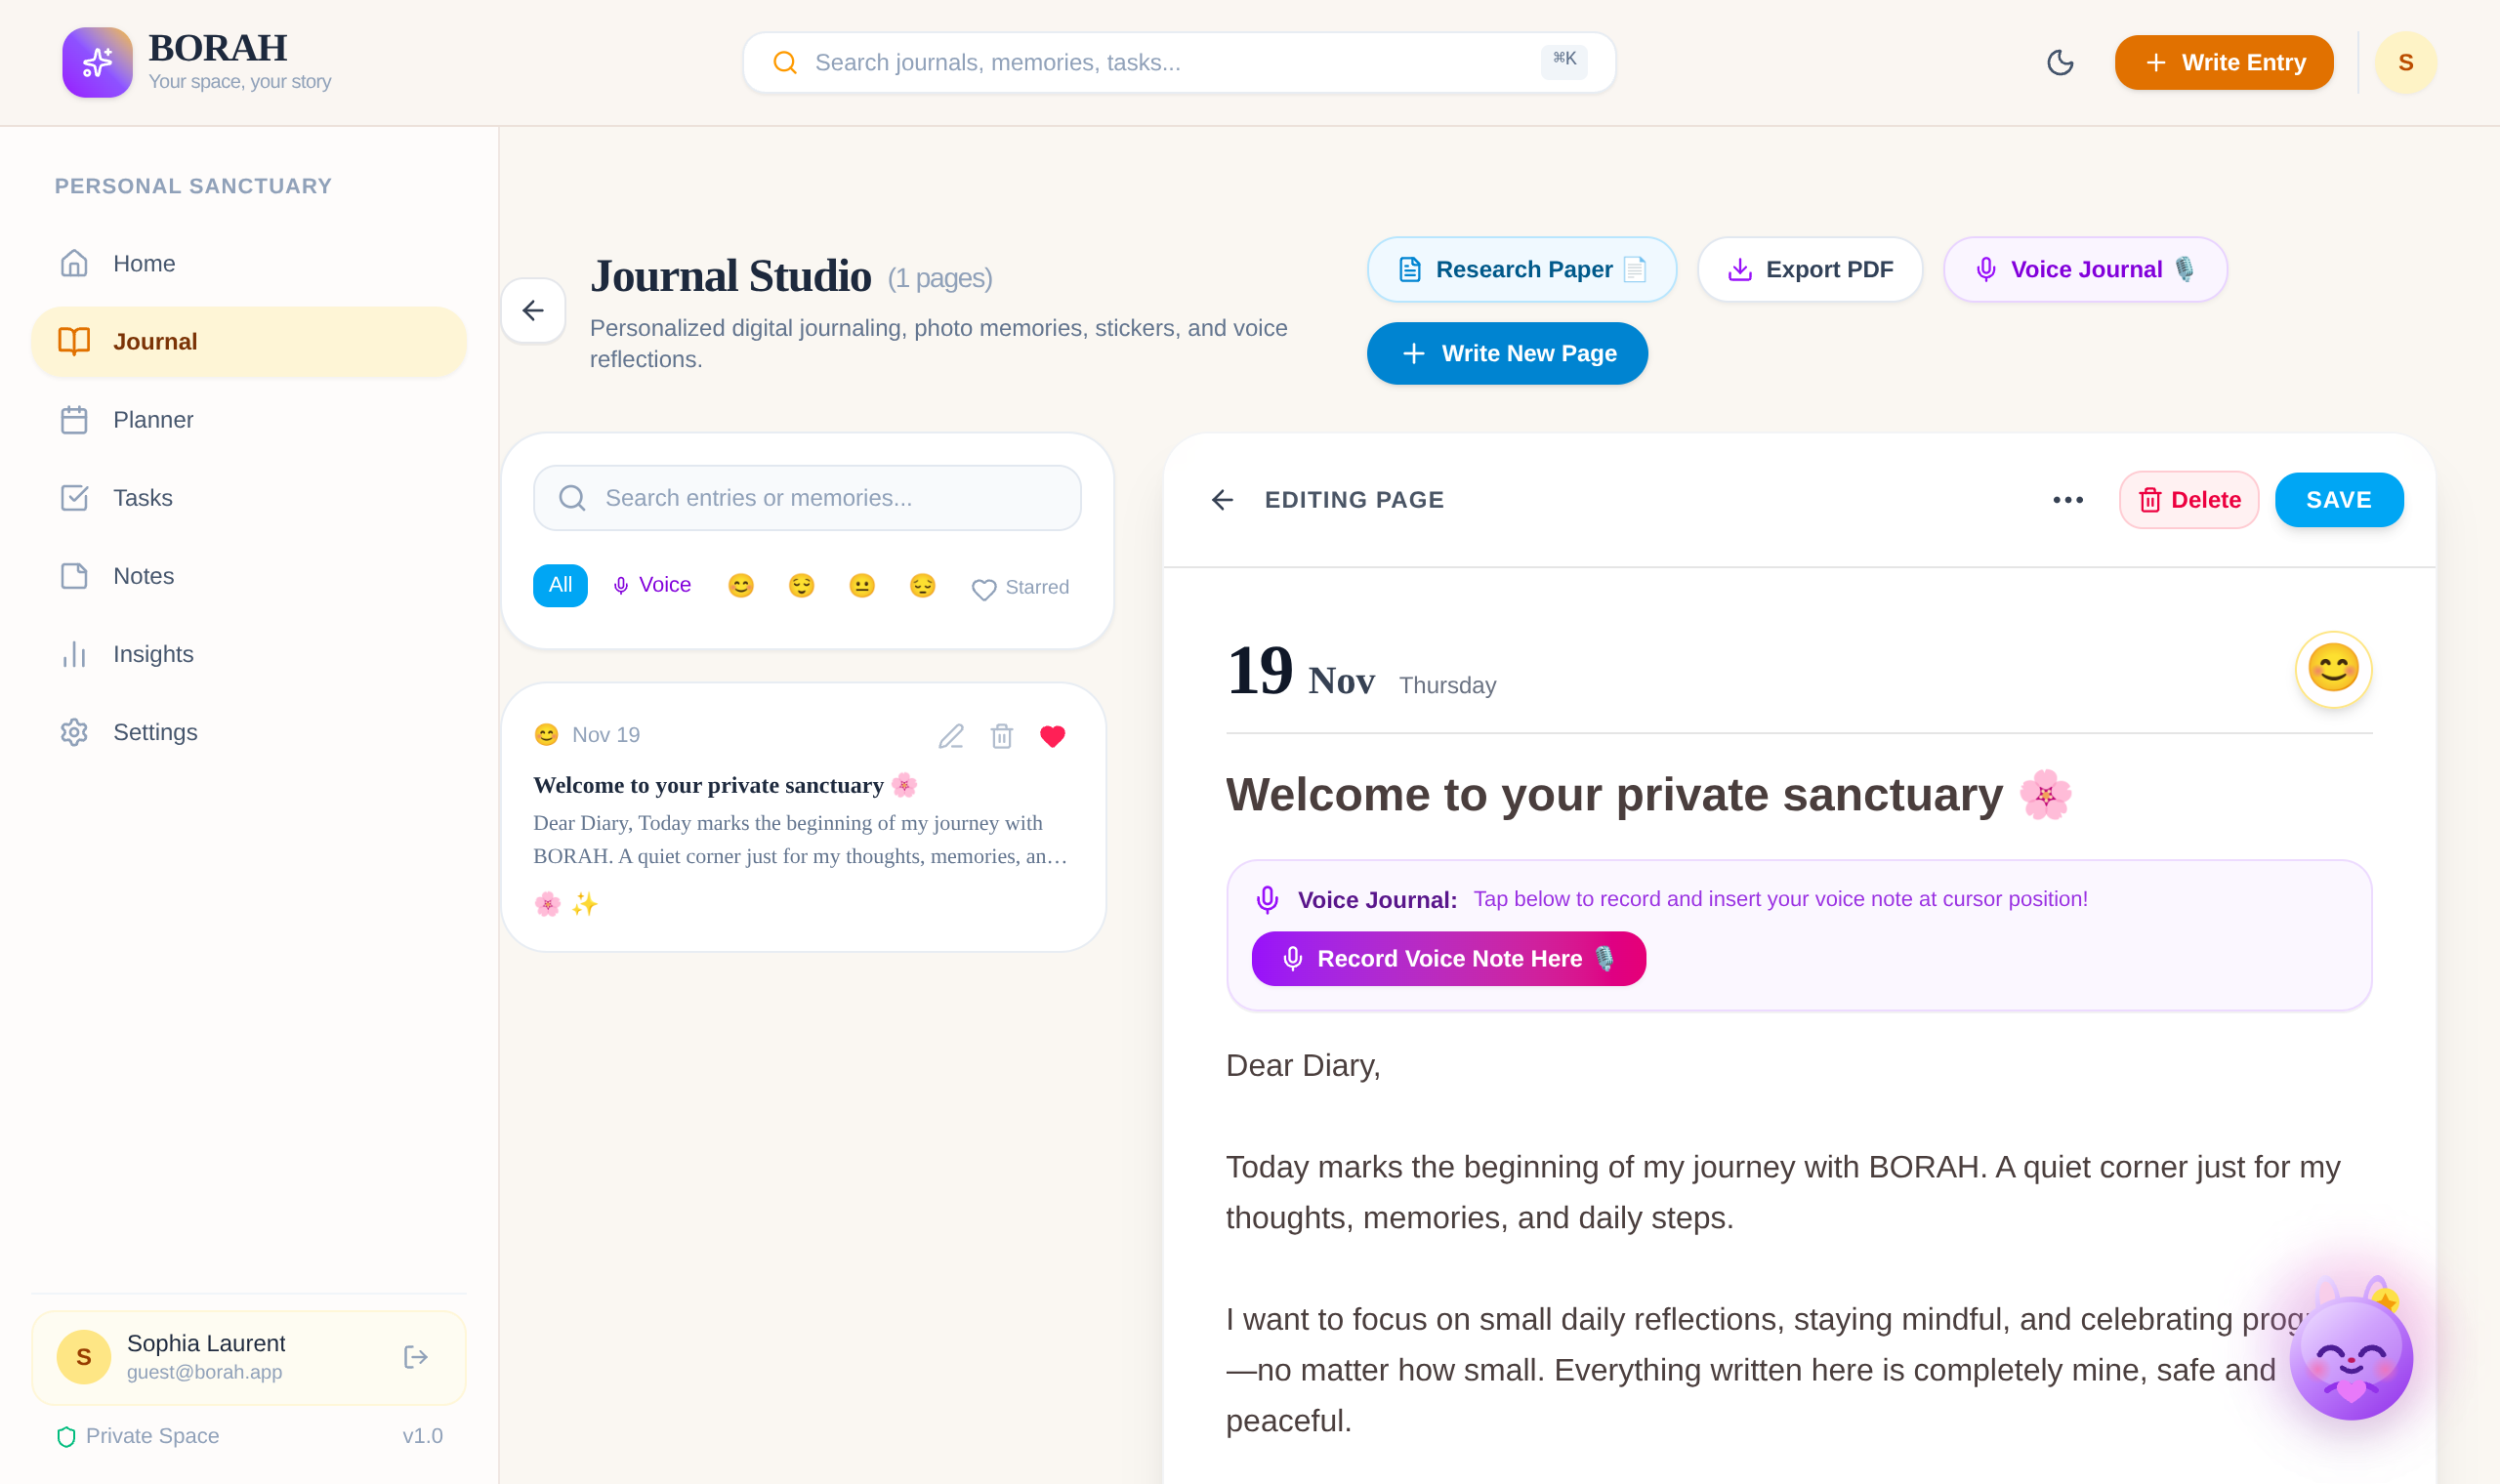 BORAH
Your space, your story
Search journals, memories, tasks...
⌘K
Write Entry
S
PERSONAL SANCTUARY
Home
Journal
Planner
Tasks
Notes
Insights
Settings
Sophia Laurent
guest@borah.app
S
Private Space
v1.0
Journal Studio (1 pages)
Personalized digital journaling, photo memories, stickers, and voice
reflections.
Research Paper 📄
Export PDF
Voice Journal 🎙️
Write New Page
Search entries or memories...
All
Voice
😊
😌
😐
😔
Starred
😊 Nov 19
Welcome to your private sanctuary 🌸
Dear Diary, Today marks the beginning of my journey with
BORAH. A quiet corner just for my thoughts, memories, an…
🌸 ✨
EDITING PAGE
Delete
SAVE
19 Nov Thursday
😊
Welcome to your private sanctuary 🌸
Voice Journal: Tap below to record and insert your voice note at cursor position!
Record Voice Note Here 🎙️
Dear Diary,
Today marks the beginning of my journey with BORAH. A quiet corner just for my
thoughts, memories, and daily steps.
I want to focus on small daily reflections, staying mindful, and celebrating
—no matter how small. Everything written here is completely mine, safe and
peaceful.